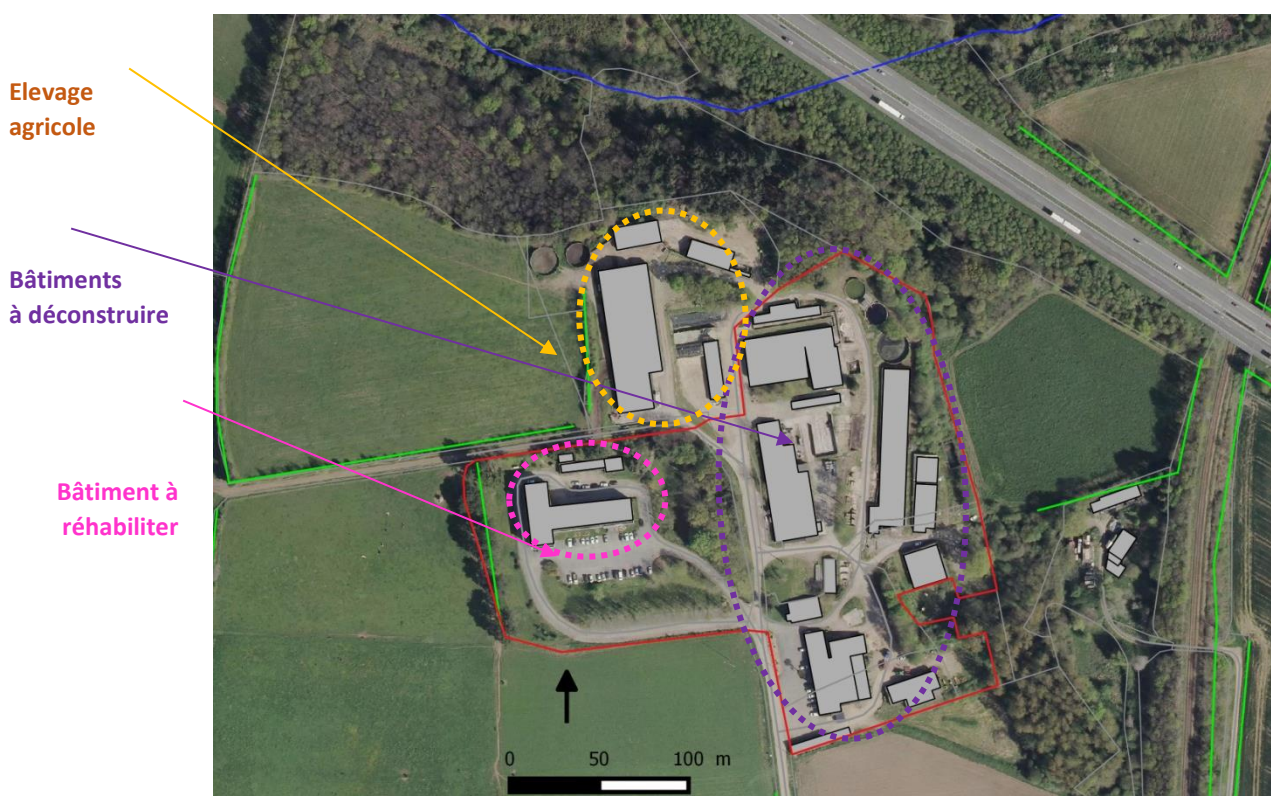 Elevage
agricole
Bâtiments
à déconstruire
Bâtiment à
réhabiliter
0 50 100 m